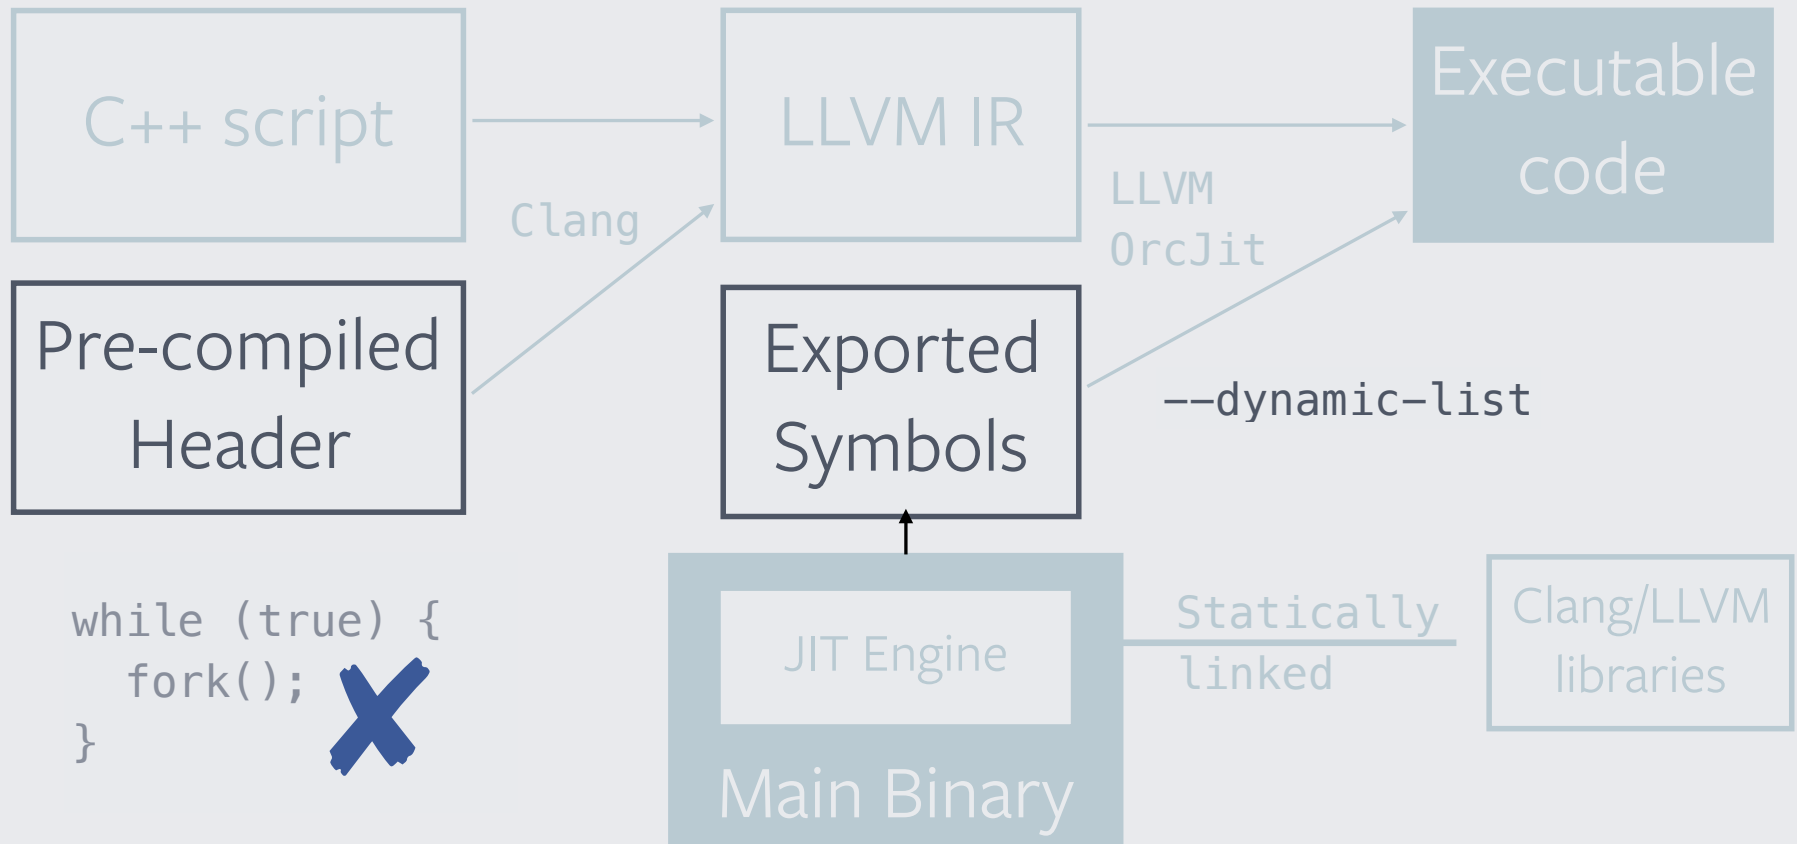 C++ script
LLVM IR
Executable
code
Clang
LLVM
OrcJit
Pre-compiled
Header
Exported
Symbols
--dynamic-list
while (true) {
  fork();
}
JIT Engine
Main Binary
Statically
linked
Clang/LLVM
libraries